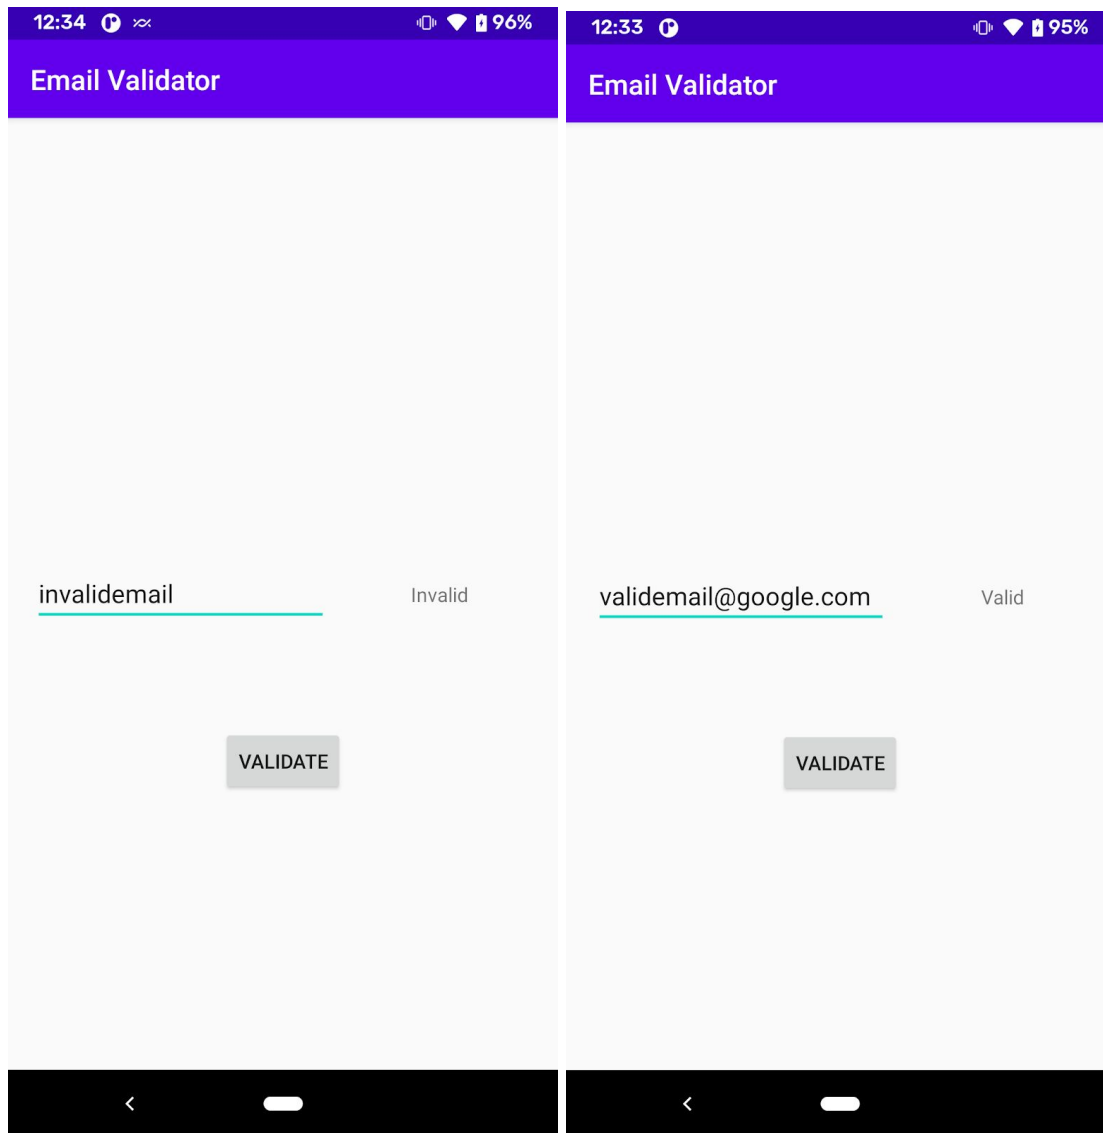 12:34 96%
Email Validator
invalidemail Invalid
VALIDATE
12:33 95%
Email Validator
validemail@google.com Valid
VALIDATE